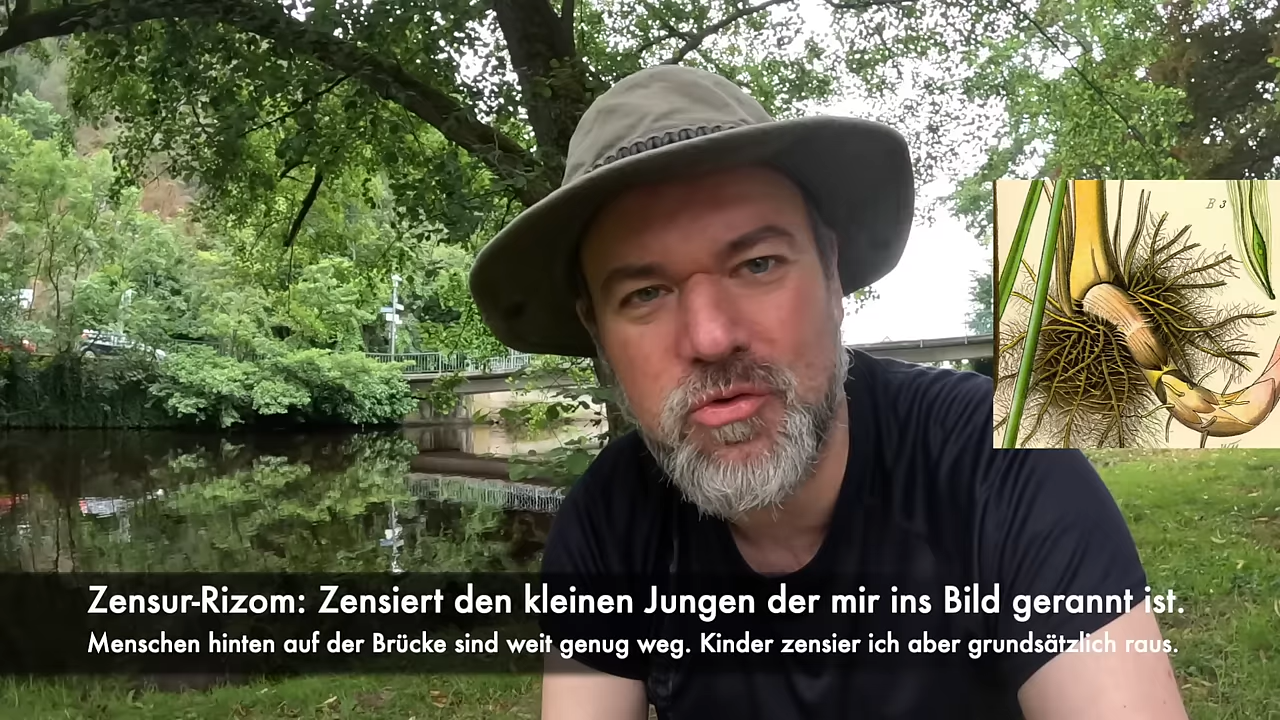 B 3
Zensur-Rizom: Zensiert den kleinen Jungen der mir ins Bild gerannt ist.
Menschen hinten auf der Brücke sind weit genug weg. Kinder zensier ich aber grundsätzlich raus.